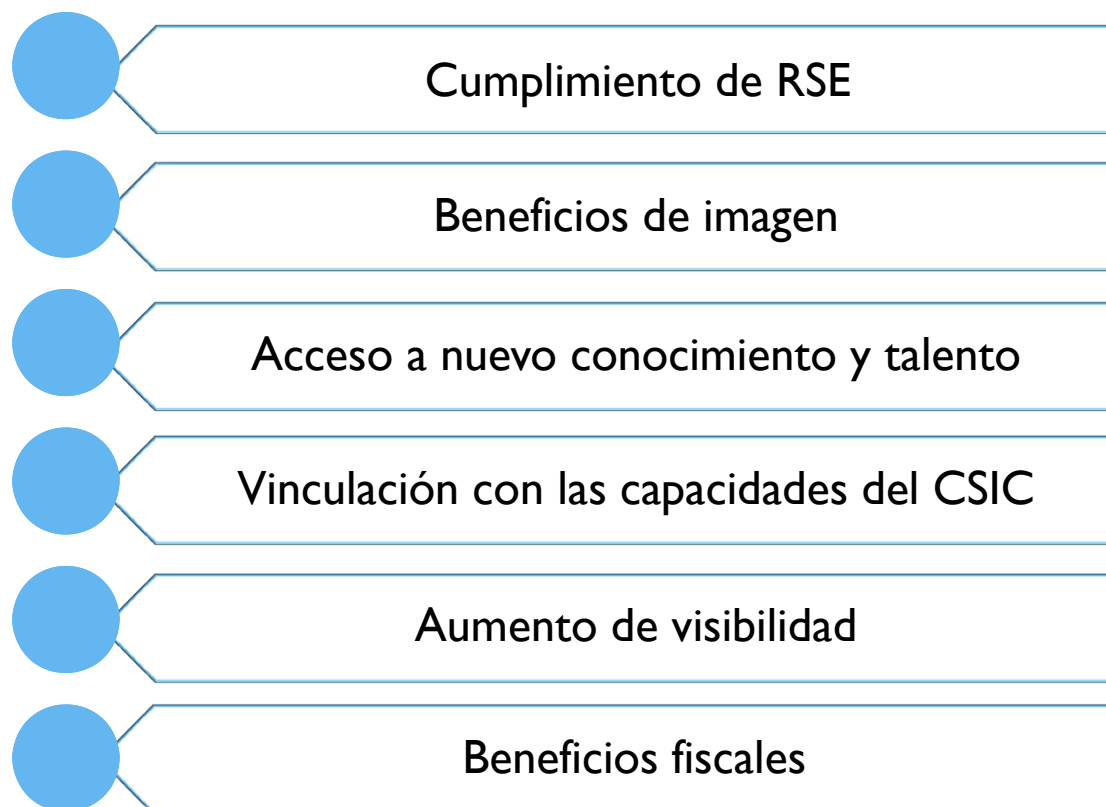 Cumplimiento de RSE
Beneficios de imagen
Acceso a nuevo conocimiento y talento
Vinculación con las capacidades del CSIC
Aumento de visibilidad
Beneficios fiscales